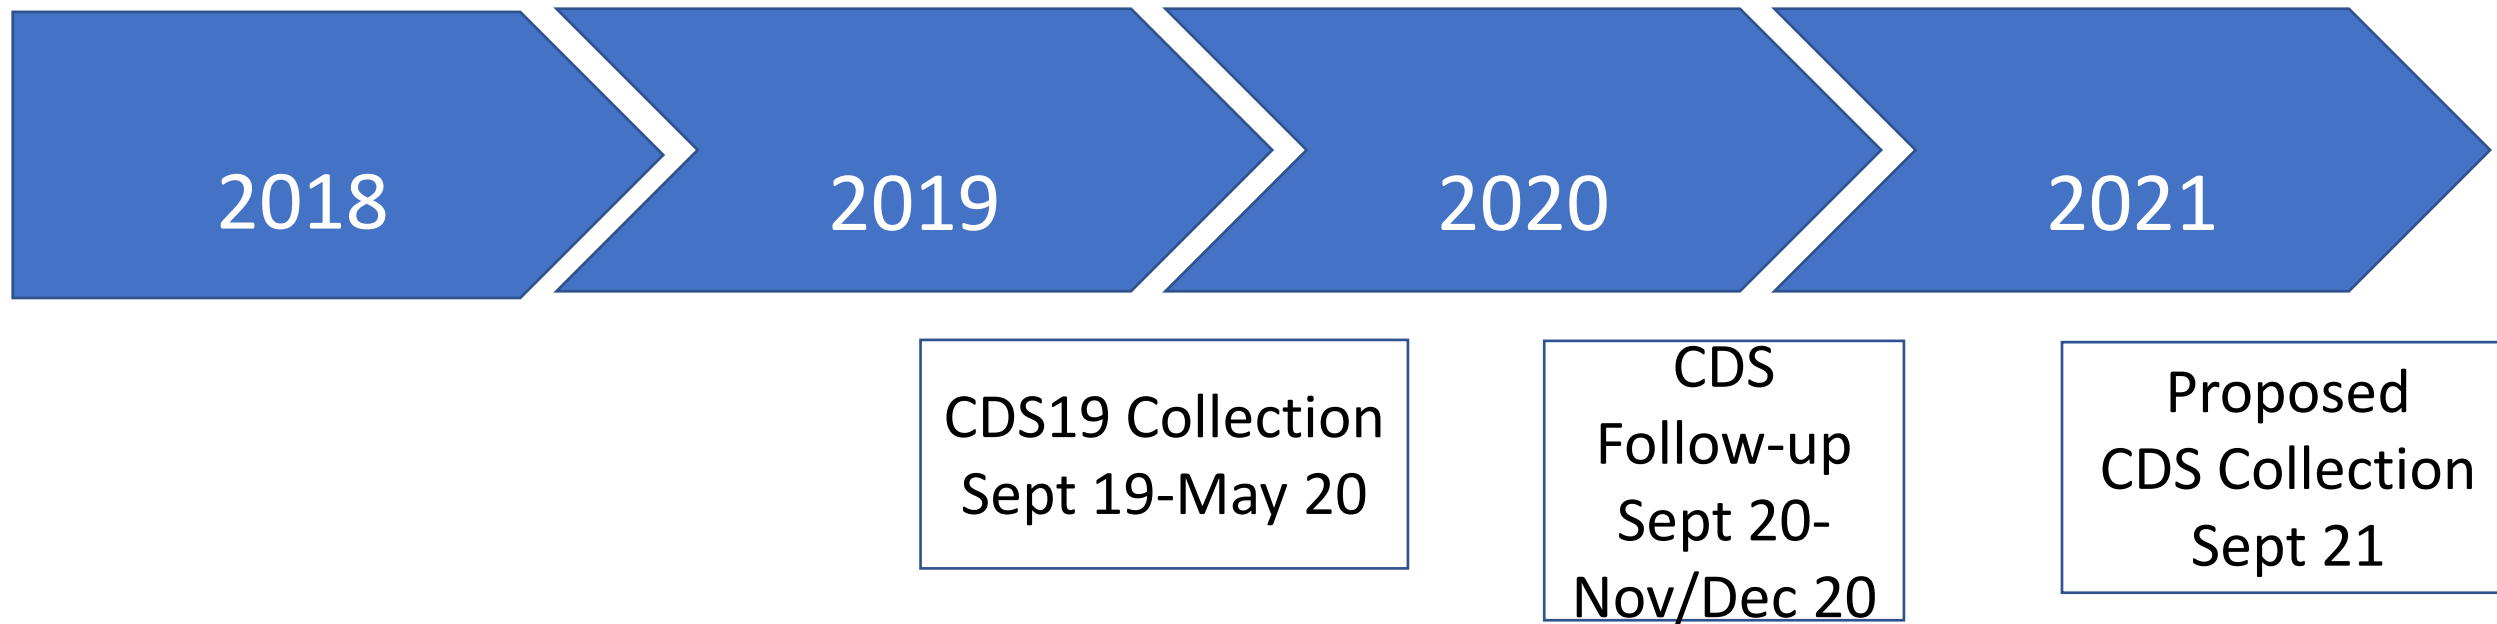 2018
2019
2020
2021
CDS19 Collection
Sept 19-May 20
CDS
Follow-up
Sept 20-
Nov/Dec 20
Proposed
CDS Collection
Sept 21